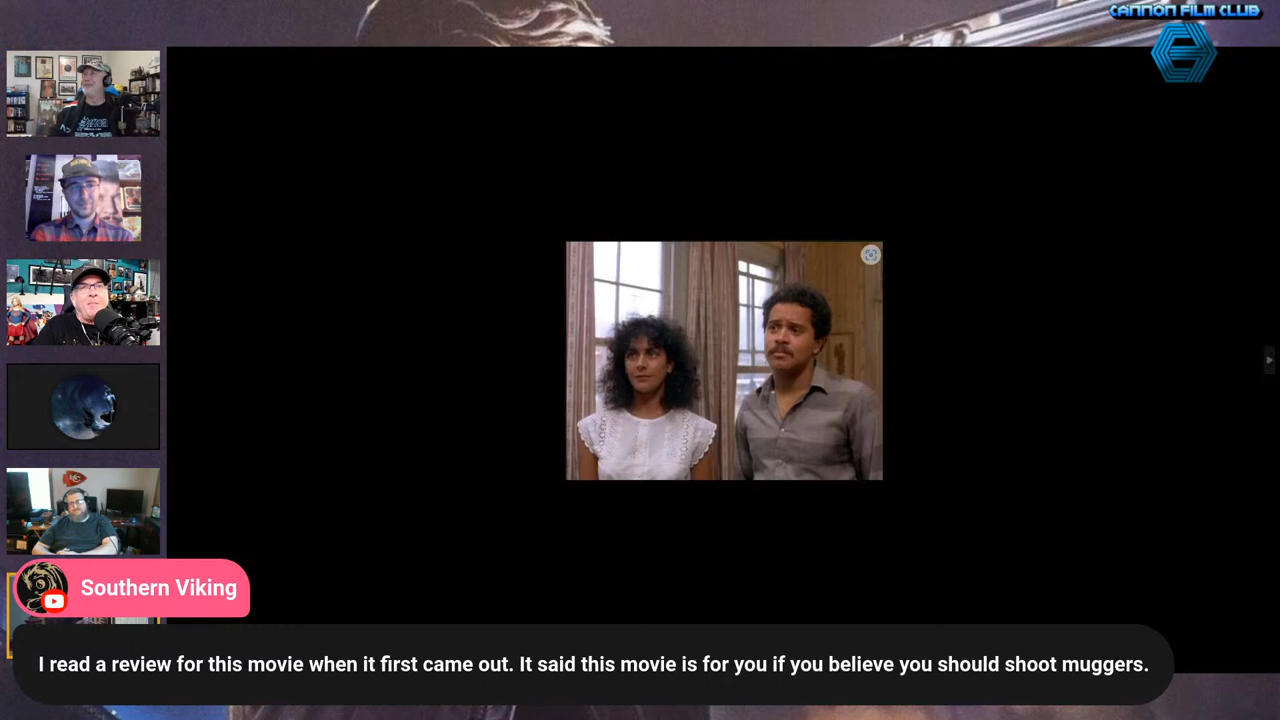 CANNON FILM CLUB
Southern Viking
I read a review for this movie when it first came out. It said this movie is for you if you believe you should shoot muggers.